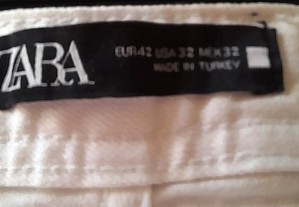 ZARA
EUR 42 USA 32 MEX 32
MADE IN TURKEY